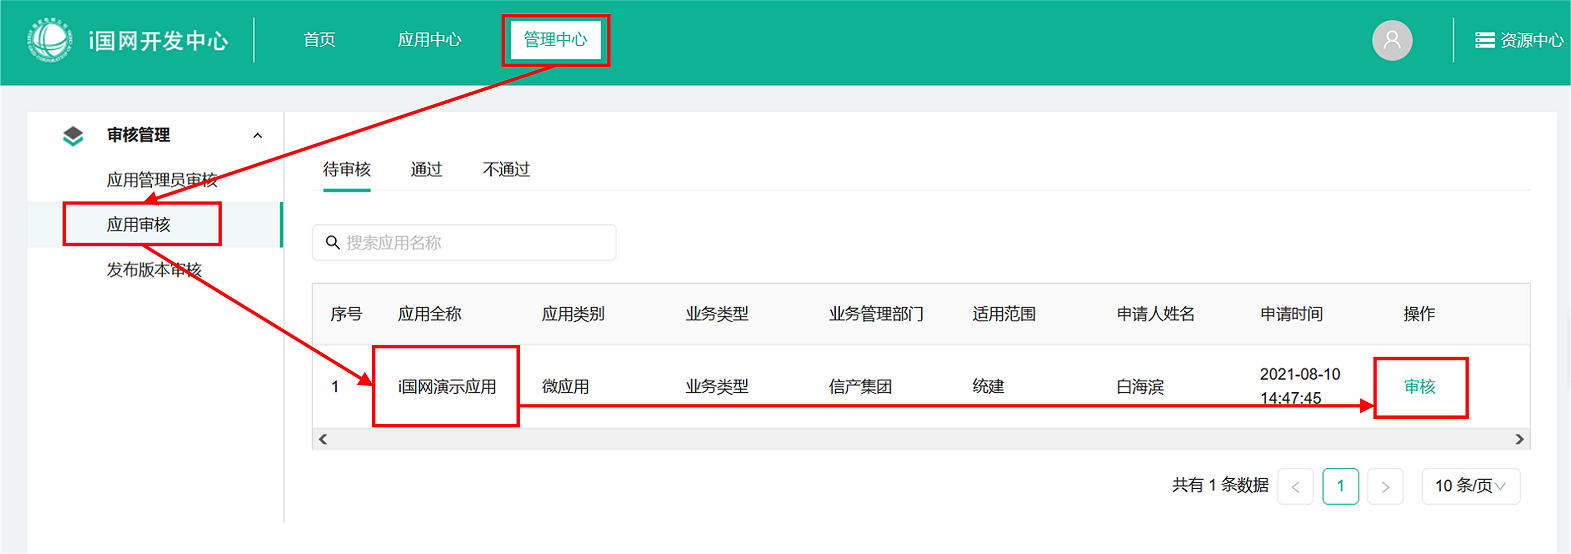 i国网开发中心
首页
应用中心
管理中心
资源中心
审核管理
应用管理员审核
应用审核
发布版本审核
待审核
通过
不通过
搜索应用名称
序号 应用全称 应用类别 业务类型 业务管理部门 适用范围 申请人姓名 申请时间 操作
1 i国网演示应用 微应用 业务类型 信产集团 统建 白海滨 2021-08-10 14:47:45 审核
共有 1 条数据 < 1 > 10 条/页